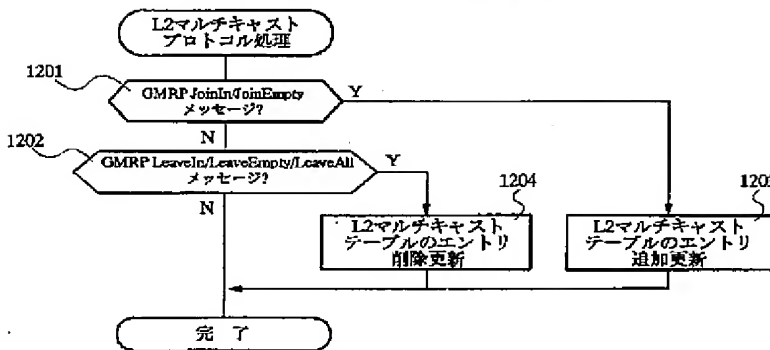 L2マルチキャスト
プロトコル処理
1201
GMRP JoinIn/JoinEmpty
メッセージ?
Y
N
1202
GMRP LeaveIn/LeaveEmpty/LeaveAll
メッセージ?
Y
N
1204
L2マルチキャスト
テーブルのエントリ
削除更新
L2マルチキャスト
テーブルのエントリ
追加更新
完了